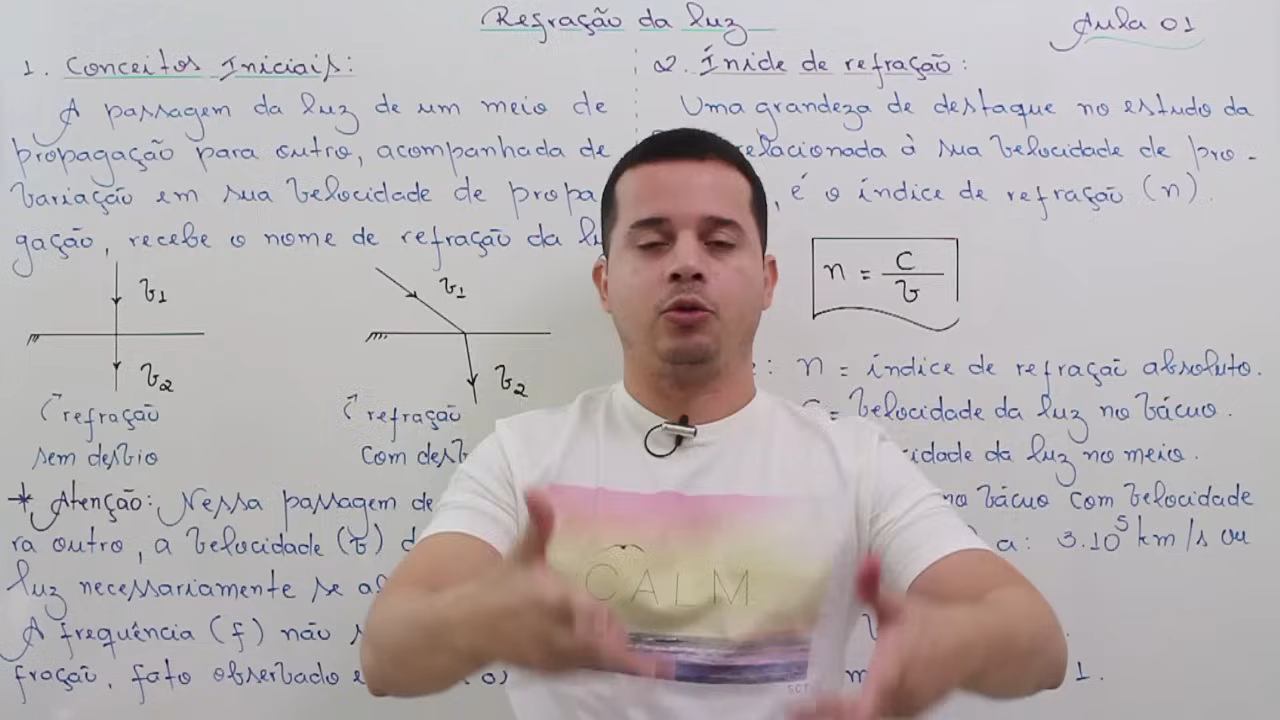 Refração da luz
Aula 01
1. Conceitos Iniciais:
A passagem da luz de um meio de
propagação para outro, acompanhada de
variação em sua velocidade de propa
gação, recebe o nome de refração da
v1
v2
refração
sem desvio
v1
v2
refração
com
* Atenção: Nessa passagem de
ra outro, a velocidade (v)
luz necessariamente se
A frequência (f) não
fração, fato observado
2. Ínide de refração:
Uma grandeza de destaque no estudo da
relacionada à sua velocidade de pro-
, é o índice de refração (n).
n = c/v
: n = índice de refração absoluto.
= velocidade da luz no vácuo.
da luz no meio.
no vácuo com velocidade
a: 3.10⁵ km/s ou
1.
CALM